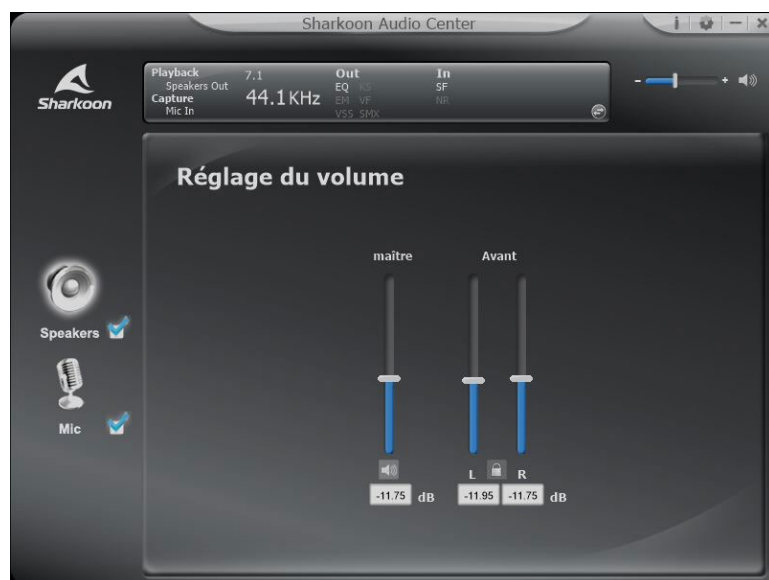 Sharkoon Audio Center
i
Sharkoon
Playback 7.1 Out In
Speakers Out EQ KS SF
Capture 44.1KHz EM VF NR
Mic In VSS SMX
- +
Réglage du volume
maître Avant
Speakers
Mic
L R
-11.75 dB -11.95 -11.75 dB